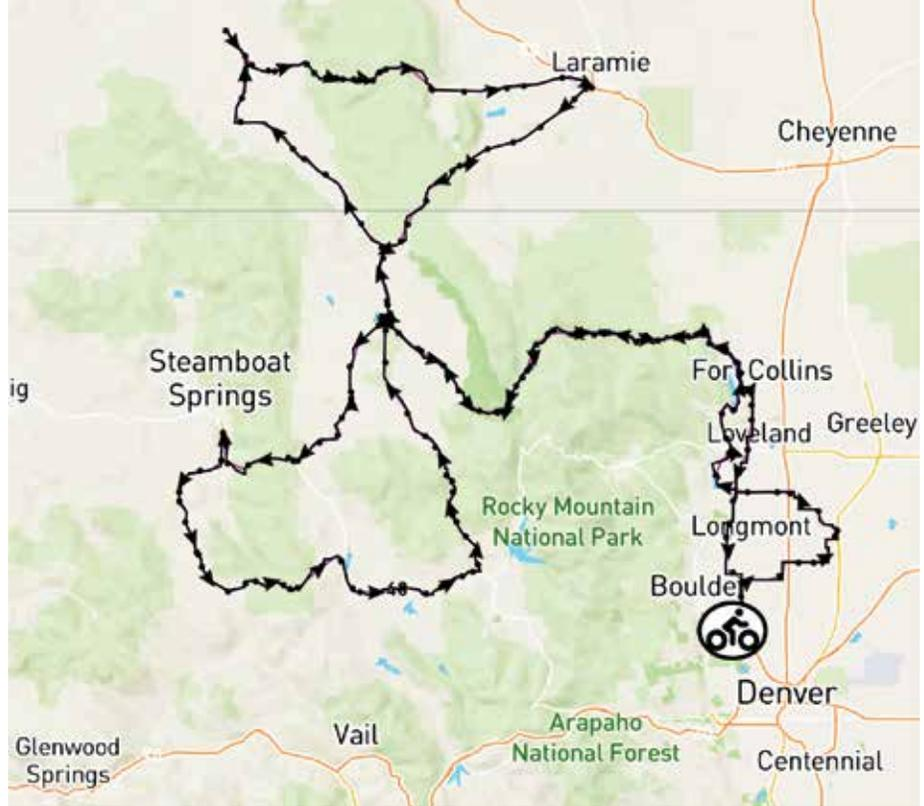 Laramie
Cheyenne
Steamboat
Springs
ig
Fort Collins
Loveland
Greeley
Rocky Mountain
National Park
Longmont
Boulder
Denver
Arapaho
National Forest
Vail
Glenwood
Springs
Centennial